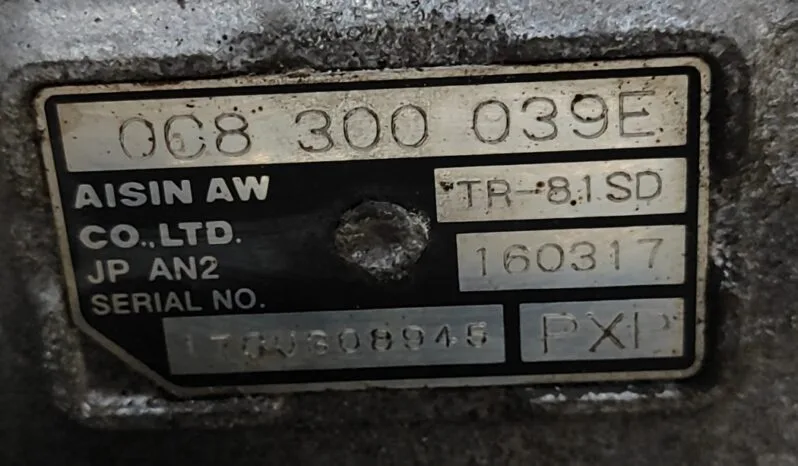 0C8 300 039E
AISIN AW
CO.,LTD.
JP AN2
SERIAL NO.
TR-81SD
160317
PXP